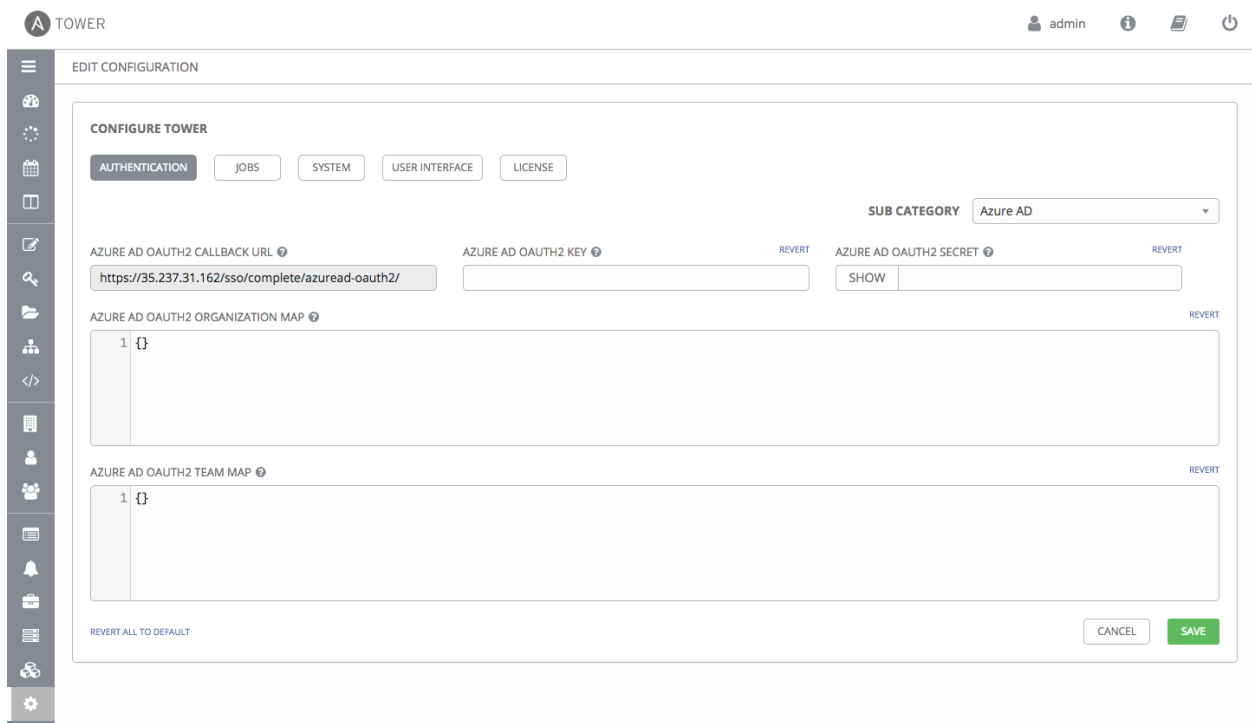 A TOWER admin
EDIT CONFIGURATION
CONFIGURE TOWER
AUTHENTICATION JOBS SYSTEM USER INTERFACE LICENSE
SUB CATEGORY Azure AD
AZURE AD OAUTH2 CALLBACK URL AZURE AD OAUTH2 KEY REVERT AZURE AD OAUTH2 SECRET REVERT
https://35.237.31.162/sso/complete/azuread-oauth2/ SHOW
AZURE AD OAUTH2 ORGANIZATION MAP REVERT
1 {}
AZURE AD OAUTH2 TEAM MAP REVERT
1 {}
REVERT ALL TO DEFAULT CANCEL SAVE